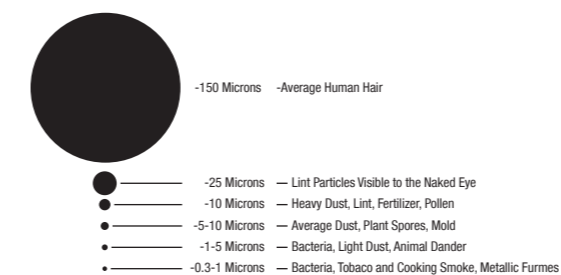 -150 Microns -Average Human Hair
-25 Microns — Lint Particles Visible to the Naked Eye
-10 Microns — Heavy Dust, Lint, Fertilizer, Pollen
-5-10 Microns — Average Dust, Plant Spores, Mold
-1-5 Microns — Bacteria, Light Dust, Animal Dander
-0.3-1 Microns — Bacteria, Tobaco and Cooking Smoke, Metallic Furmes